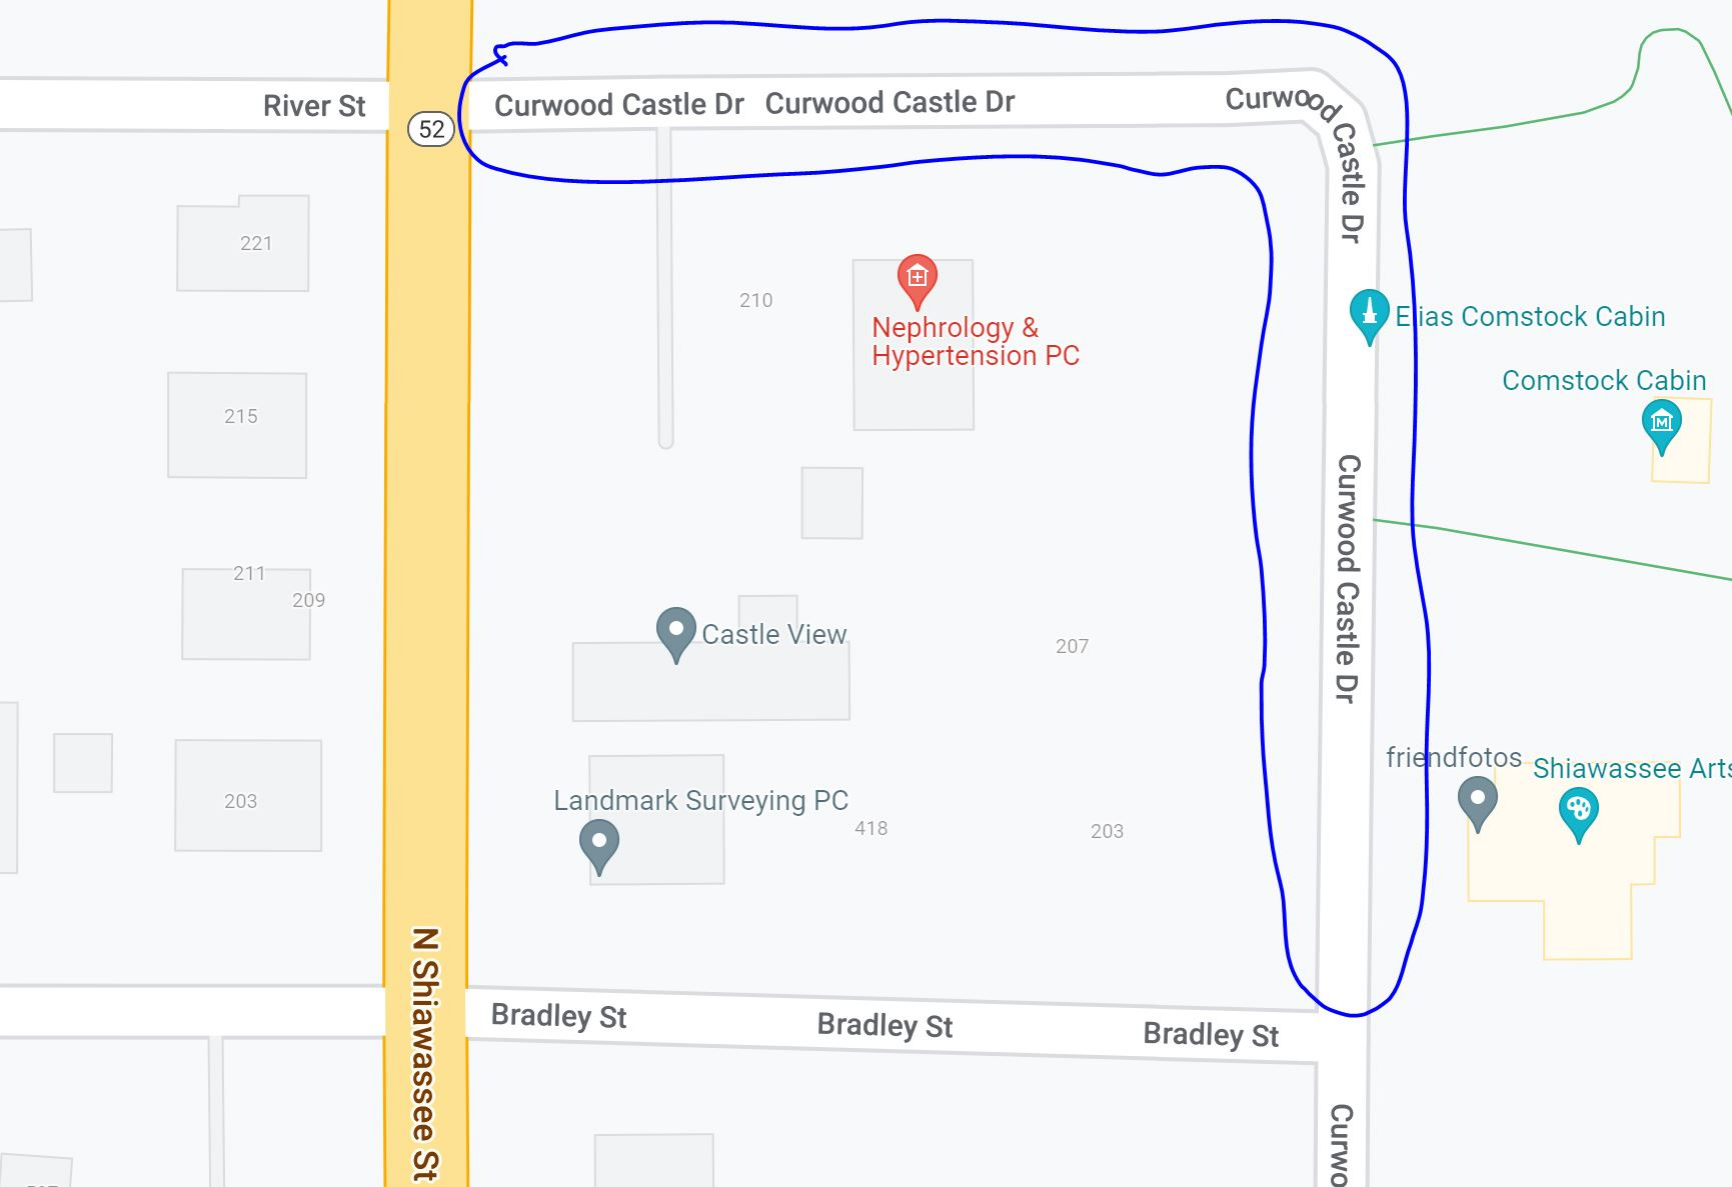 River St
52
Curwood Castle Dr
Curwood Castle Dr
Curwood Castle Dr
221
210
Nephrology &
Hypertension PC
Elias Comstock Cabin
Comstock Cabin
215
Curwood Castle Dr
211
209
Castle View
207
friendfotos
Shiawassee Arts
203
Landmark Surveying PC
418
203
N Shiawassee St
Bradley St
Bradley St
Bradley St
Curwo